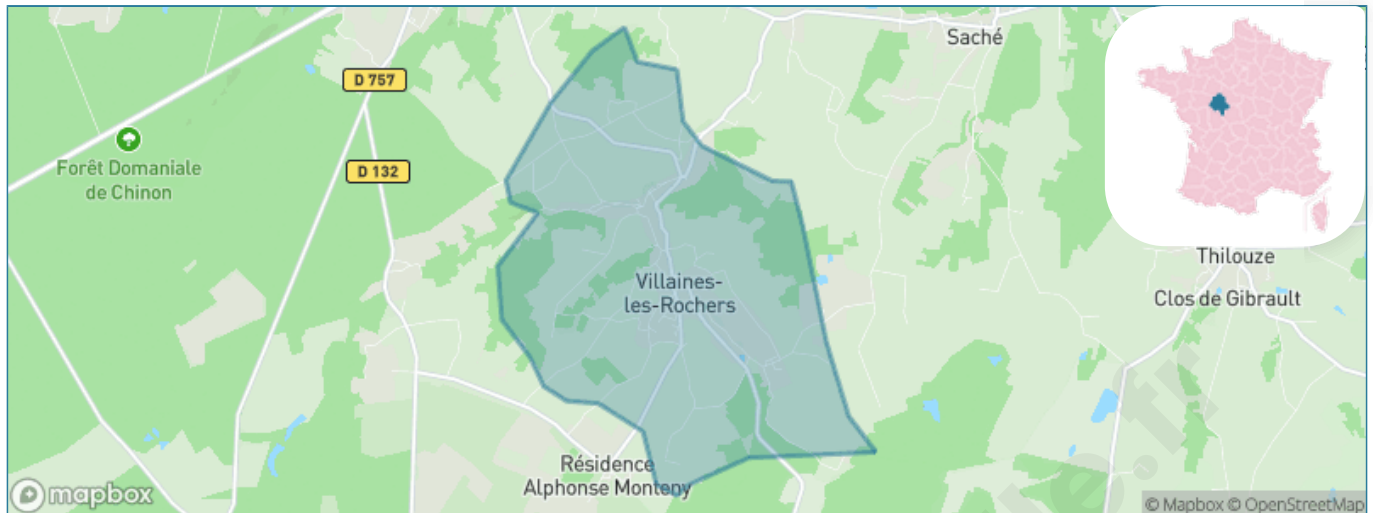 Saché
D 757
Forêt Domaniale
de Chinon
D 132
Thilouze
Villaines-
les-Rochers
Clos de Gibrault
Résidence
Alphonse Monteny
mapbox
© Mapbox © OpenStreetMap